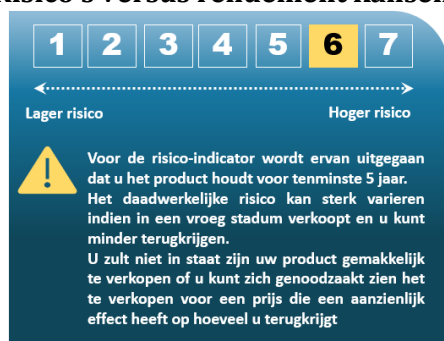 Risico's versus rendement kansen
1 2 3 4 5 6 7
Lager risico Hoger risico
Voor de risico-indicator wordt ervan uitgegaan
dat u het product houdt voor tenminste 5 jaar.
Het daadwerkelijke risico kan sterk varieren
indien in een vroeg stadum verkoopt en u kunt
minder terugkrijgen.
U zult niet in staat zijn uw product gemakkelijk
te verkopen of u kunt zich genoodzaakt zien het
te verkopen voor een prijs die een aanzienlijk
effect heeft op hoeveel u terugkrijgt